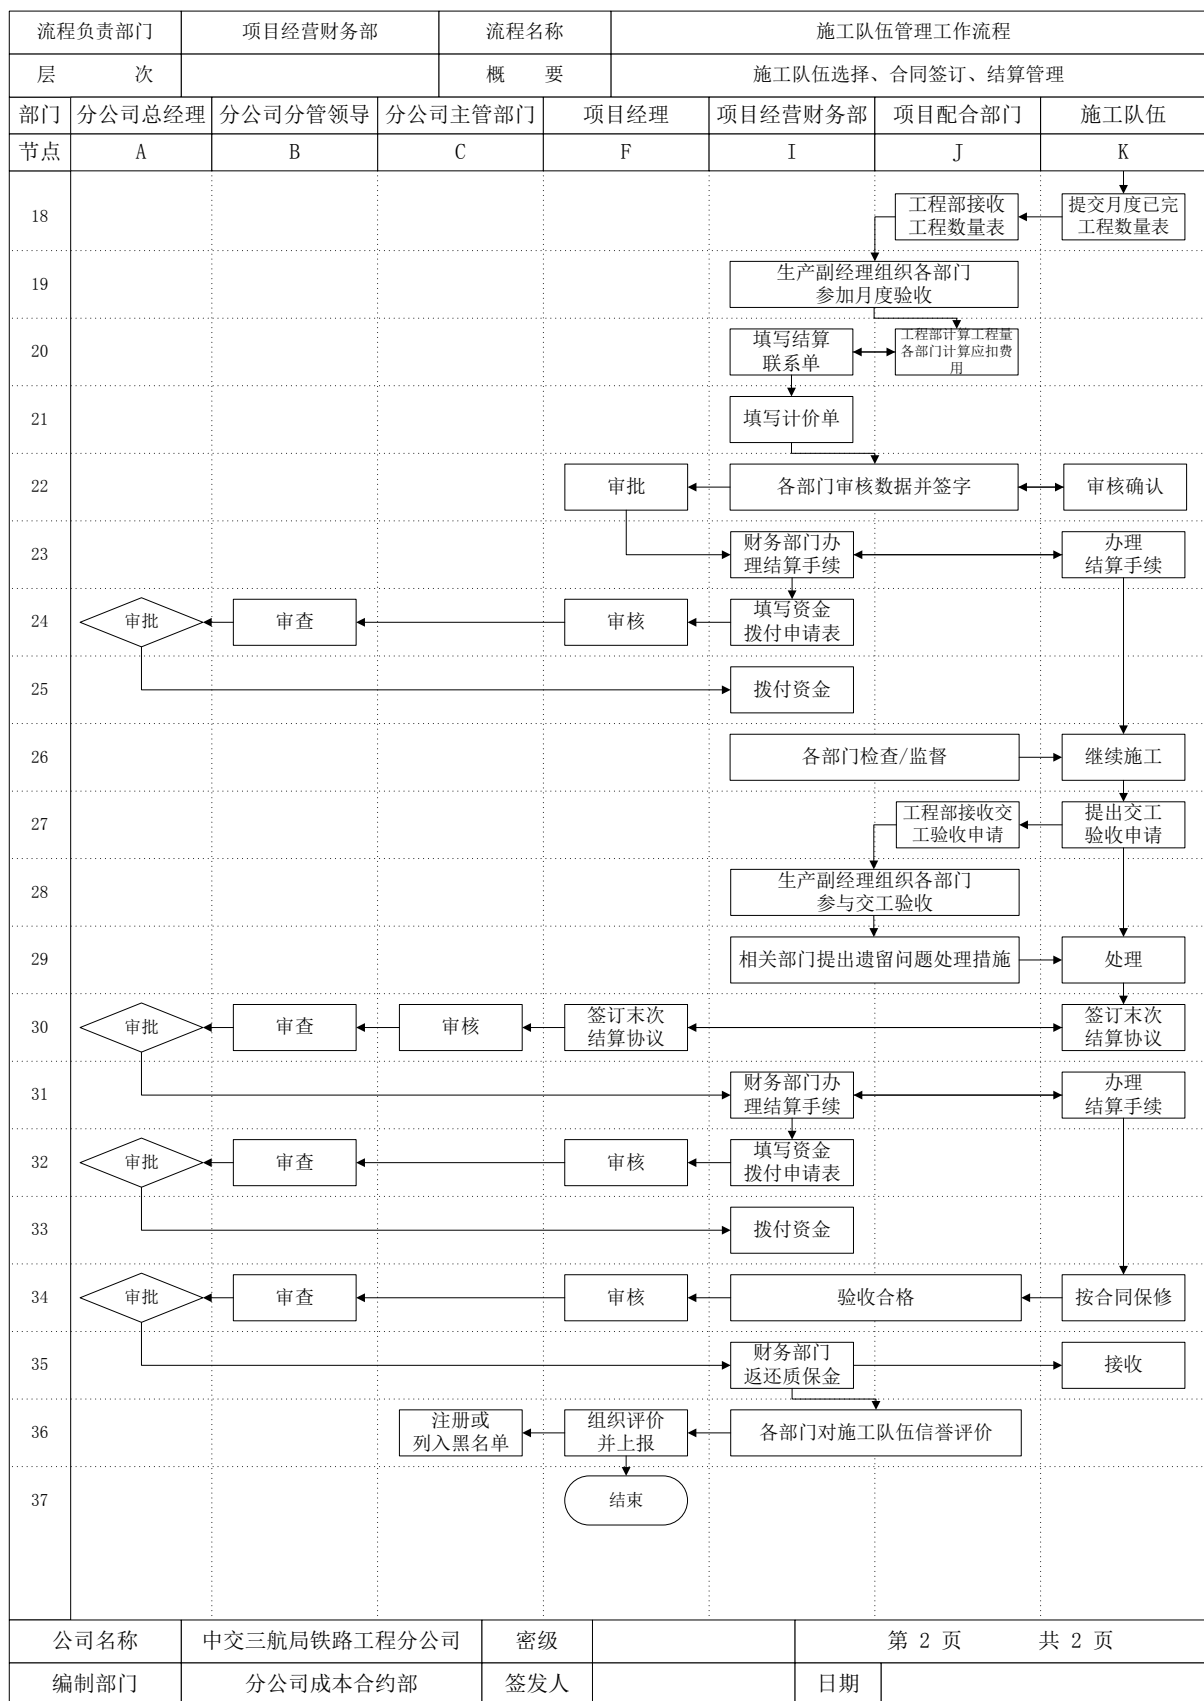 流程负责部门 项目经营财务部 流程名称 施工队伍管理工作流程
层 次 概 要 施工队伍选择、合同签订、结算管理
部门 分公司总经理 分公司分管领导 分公司主管部门 项目经理 项目经营财务部 项目配合部门 施工队伍
节点 A B C F I J K
18
工程部接收
工程数量表
提交月度已完
工程数量表
19
生产副经理组织各部门
参加月度验收
20
填写结算
联系单
工程部计算工程量
各部门计算应扣费
用
21
填写计价单
22
审批
各部门审核数据并签字
审核确认
23
财务部门办
理结算手续
办理
结算手续
24
审批
审查
审核
填写资金
拨付申请表
25
拨付资金
26
各部门检查/监督
继续施工
27
工程部接收交
工验收申请
提出交工
验收申请
28
生产副经理组织各部门
参与交工验收
29
相关部门提出遗留问题处理措施
处理
30
审批
审查
审核
签订末次
结算协议
签订末次
结算协议
31
财务部门办
理结算手续
办理
结算手续
32
审批
审查
审核
填写资金
拨付申请表
33
拨付资金
34
审批
审查
审核
验收合格
按合同保修
35
财务部门
返还质保金
接收
36
注册或
列入黑名单
组织评价
并上报
各部门对施工队伍信誉评价
37
结束
公司名称 中交三航局铁路工程分公司 密级 第 2 页 共 2 页
编制部门 分公司成本合约部 签发人 日期